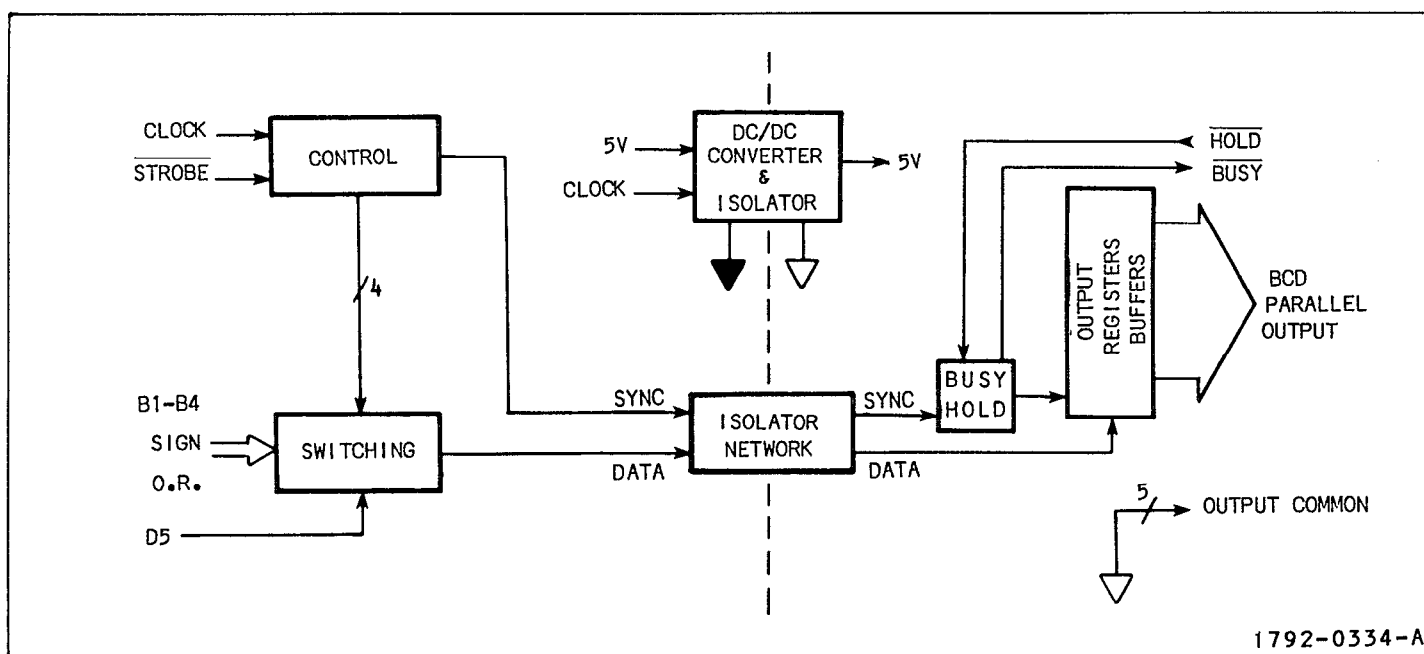 CLOCK
STROBE
CONTROL
4
B1-B4
SIGN
O.R.
D5
SWITCHING
5V
CLOCK
DC/DC
CONVERTER
&
ISOLATOR
5V
SYNC
DATA
ISOLATOR
NETWORK
SYNC
DATA
HOLD
BUSY
BUSY
HOLD
OUTPUT
REGISTERS
BUFFERS
BCD
PARALLEL
OUTPUT
5
OUTPUT COMMON
1792-0334-A